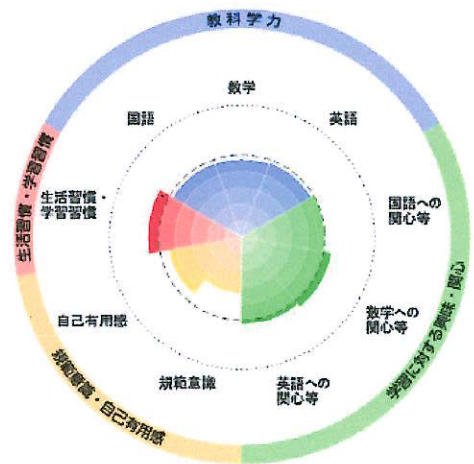 教科学力
数学
国語
英語
生活習慣・学習習慣
生活習慣・
学習習慣
国語への
関心等
数学への
関心等
自己有用感
規範意識
英語への
関心等
規範意識・自己有用感
学習に対する興味・関心